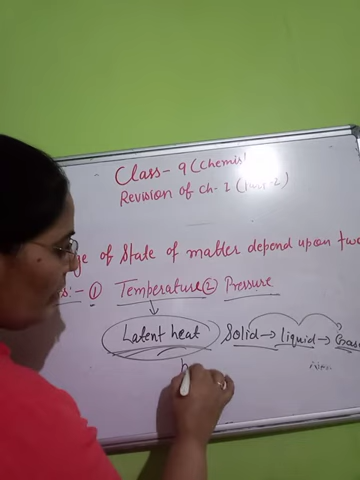 Class- 9 (Chemis
Revision of ch-1 (Part-2)
ge of State of matter depend upon two
:- ① Temperature ② Pressure
Latent heat Solid → liquid → Gas
h